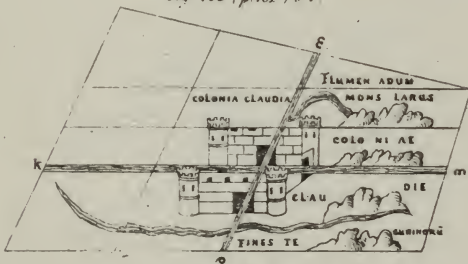 ε
FLUMEN ADUM
COLONIA CLAUDIA
MONS LARUS
COLO NI AE
k
m
CLAU
DIE
FINES TE